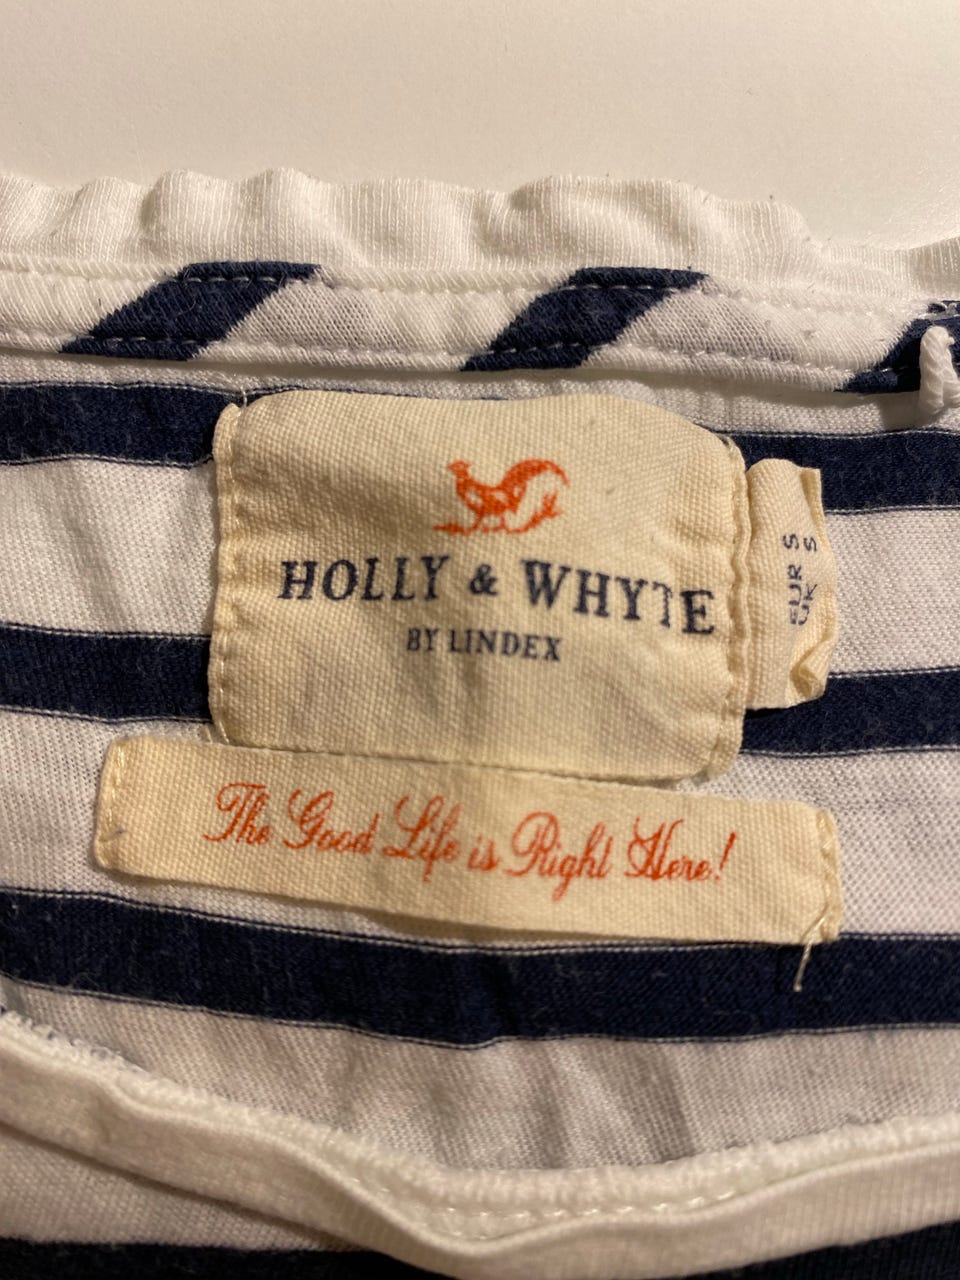 HOLLY & WHYTE
BY LINDEX
EUR S
UK S
The Good Life is Right Here!